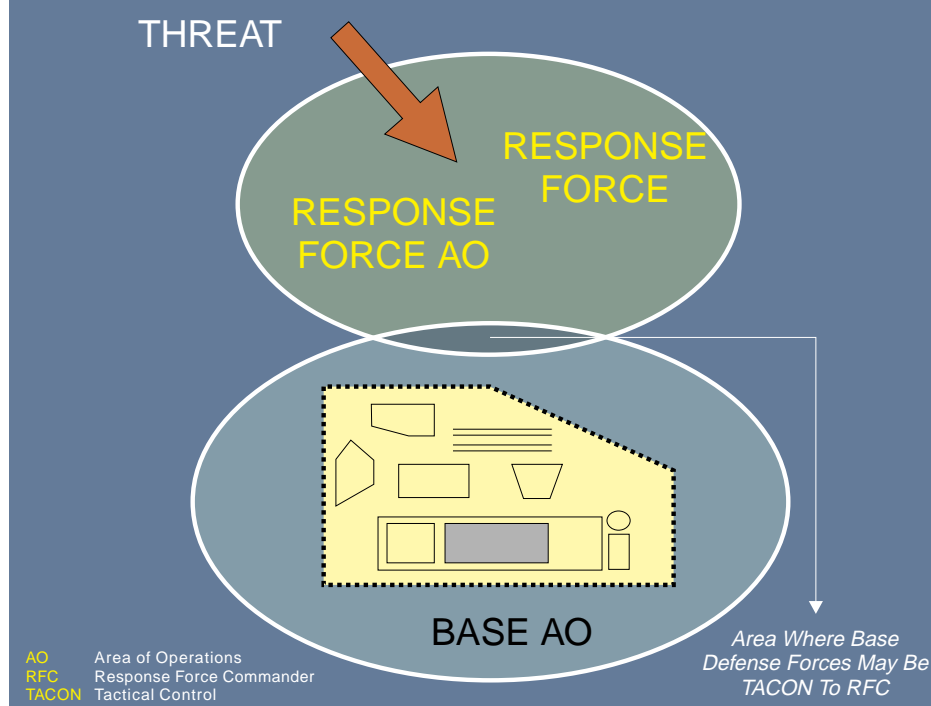 THREAT
RESPONSE
FORCE
RESPONSE
FORCE AO
BASE AO
Area Where Base
Defense Forces May Be
TACON To RFC
AO Area of Operations
RFC Response Force Commander
TACON Tactical Control